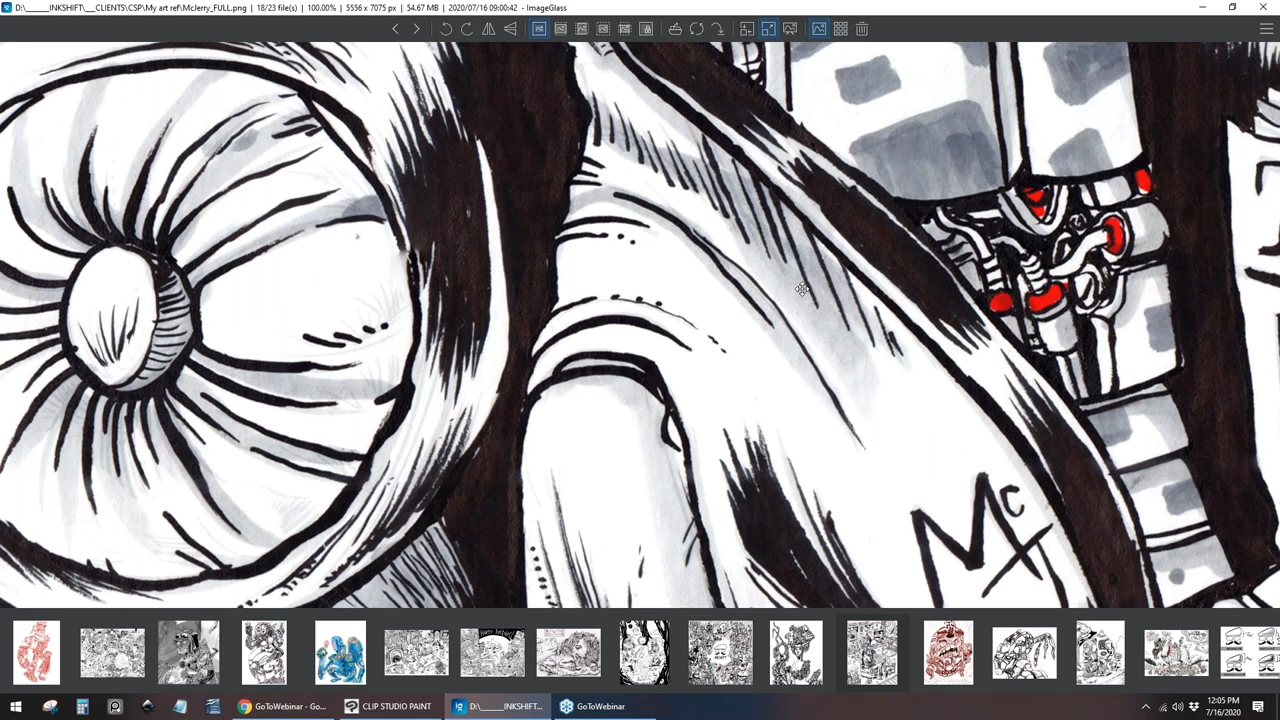 D:\______INKSHIFT\___CLIENTS\CSP\My art ref\McJerry_FULL.png | 18/23 file(s) | 100.00% | 5556 x 7075 px | 54.67 MB | 2020/07/16 09:00:42 - ImageGlass
Mc
GoToWebinar - Go...
CLIP STUDIO PAINT
D:\______INKSHIFT...
GoToWebinar
12:05 PM
7/16/2020